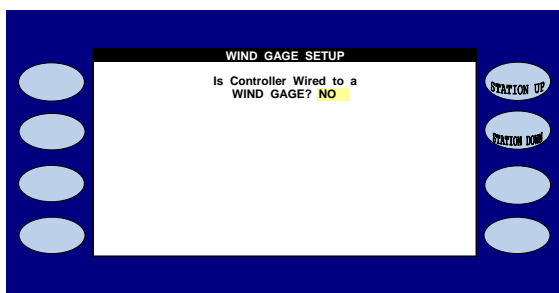 WIND GAGE SETUP
Is Controller Wired to a
WIND GAGE? NO
STATION UP
STATION DOWN